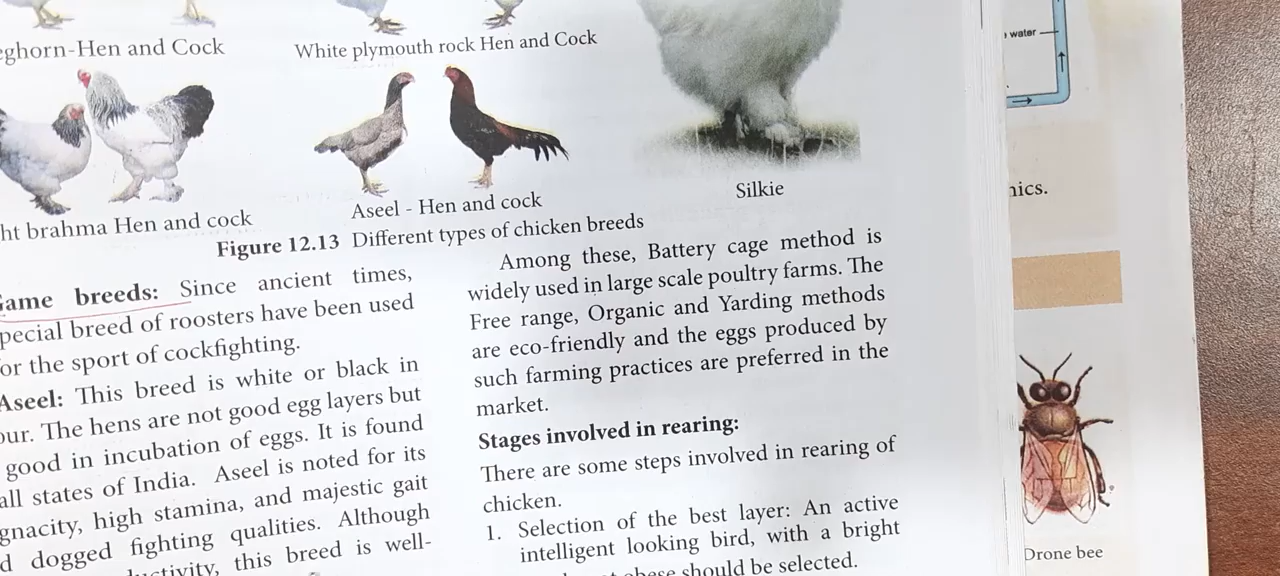 eghorn-Hen and Cock
White plymouth rock Hen and Cock
ht brahma Hen and cock
Aseel - Hen and cock
Silkie
Figure 12.13 Different types of chicken breeds
Game breeds: Since ancient times,
pecial breed of roosters have been used
or the sport of cockfighting.
Aseel: This breed is white or black in
our. The hens are not good egg layers but
good in incubation of eggs. It is found
all states of India. Aseel is noted for its
gnacity, high stamina, and majestic gait
d dogged fighting qualities. Although
uctivity, this breed is well-
Among these, Battery cage method is
widely used in large scale poultry farms. The
Free range, Organic and Yarding methods
are eco-friendly and the eggs produced by
such farming practices are preferred in the
market.
Stages involved in rearing:
There are some steps involved in rearing of
chicken.
1. Selection of the best layer: An active
intelligent looking bird, with a bright
obese should be selected.
water
nics.
Drone bee